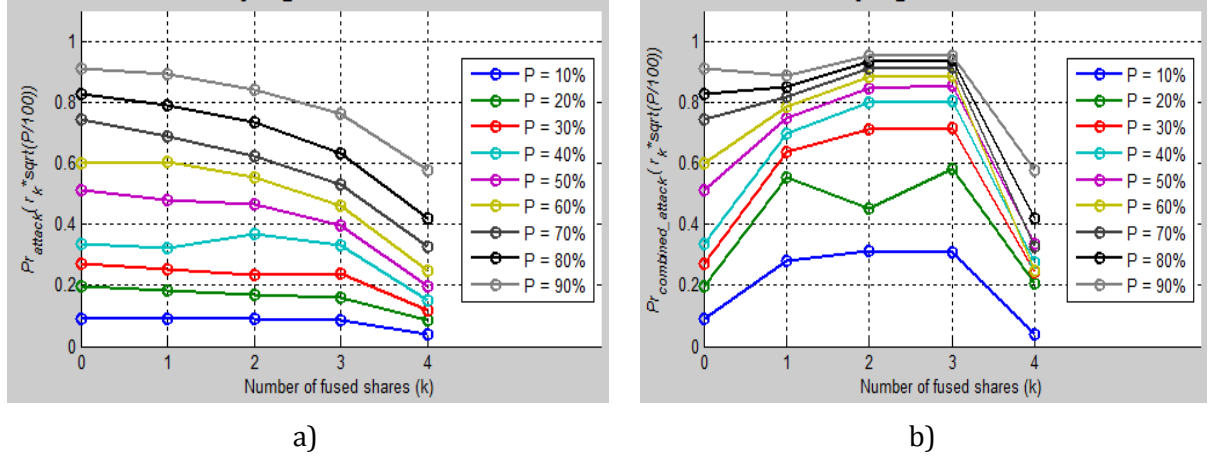 1
0.8
0.6
0.4
0.2
0
0 1 2 3 4
Pr_attack( r_k*sqrt(P/100))
Number of fused shares (k)
P = 10%
P = 20%
P = 30%
P = 40%
P = 50%
P = 60%
P = 70%
P = 80%
P = 90%
a)
1
0.8
0.6
0.4
0.2
0
0 1 2 3 4
Pr_combined_attack( r_k*sqrt(P/100))
Number of fused shares (k)
P = 10%
P = 20%
P = 30%
P = 40%
P = 50%
P = 60%
P = 70%
P = 80%
P = 90%
b)